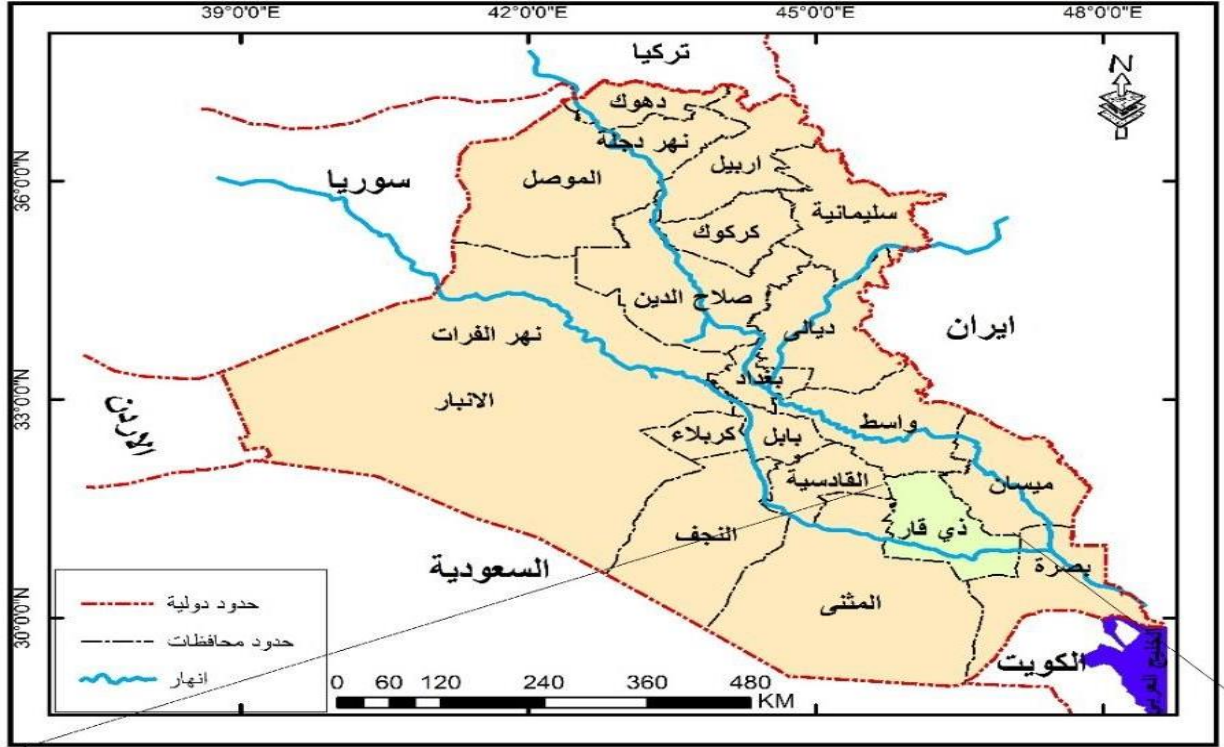 39°0'0"E 42°0'0"E 45°0'0"E 48°0'0"E
تركيا
N
دهوك
نهر دجلة
اربيل
36°0'0"N
الموصل
سوريا
سليمانية
كركوك
صلاح الدين
ديالى
ايران
نهر الفرات
بغداد
33°0'0"N
الانبار
الاردن
واسط
بابل
كربلاء
القادسية
ميسان
ذي قار
النجف
السعودية
بصرة
المثنى
30°0'0"N
الكويت
الخليج العربي
حدود دولية
حدود محافظات
انهار
0 60 120 240 360 480
KM